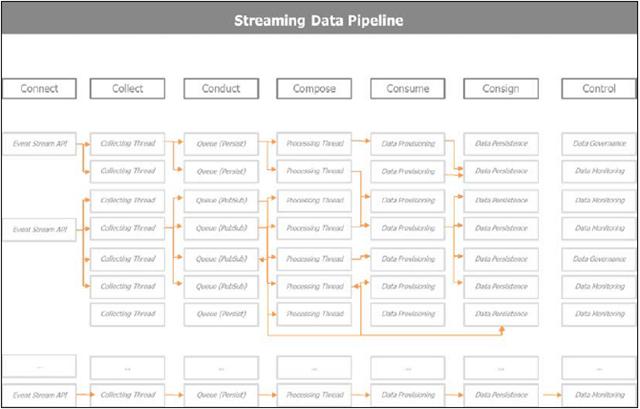 Streaming Data Pipeline
Connect Collect Conduct Compose Consume Consign Control
Event Stream API Collecting Thread Queue (Persist) Processing Thread Data Provisioning Data Persistence Data Governance
Collecting Thread Queue (Persist) Processing Thread Data Provisioning Data Persistence Data Monitoring
Collecting Thread Queue (PubSub) Processing Thread Data Provisioning Data Persistence Data Monitoring
Event Stream API Collecting Thread Queue (PubSub) Processing Thread Data Provisioning Data Persistence Data Monitoring
Collecting Thread Queue (PubSub) Processing Thread Data Provisioning Data Persistence Data Governance
Collecting Thread Queue (PubSub) Processing Thread Data Provisioning Data Persistence Data Monitoring
Collecting Thread Queue (Persist) Processing Thread Data Provisioning Data Persistence Data Monitoring
... ... ... ... ... ... ...
Event Stream API Collecting Thread Queue (Persist) Processing Thread Data Provisioning Data Persistence Data Monitoring